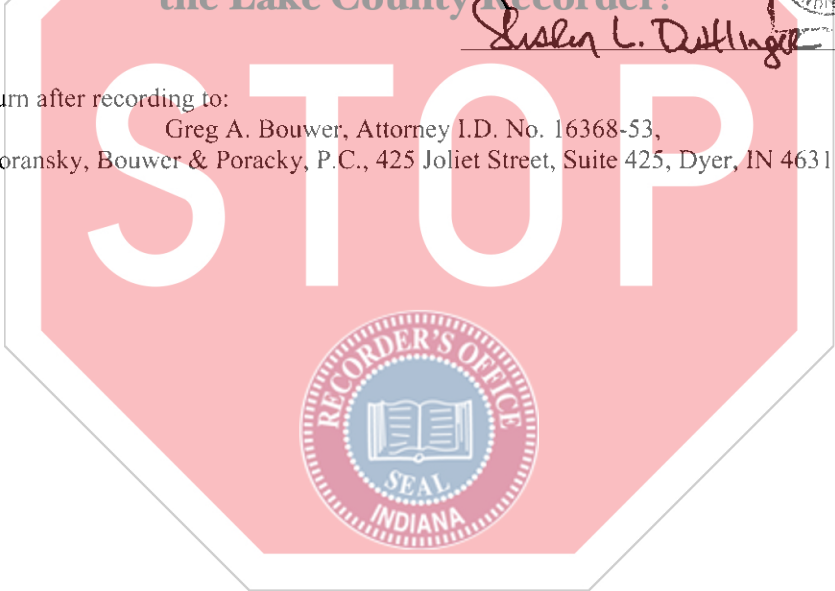 the Lake County Recorder!
L. Dettlinger
urn after recording to:
Greg A. Bouwer, Attorney I.D. No. 16368-53,
oransky, Bouwer & Poracky, P.C., 425 Joliet Street, Suite 425, Dyer, IN 4631
STOP
RECORDER'S OFFICE
SEAL
INDIANA